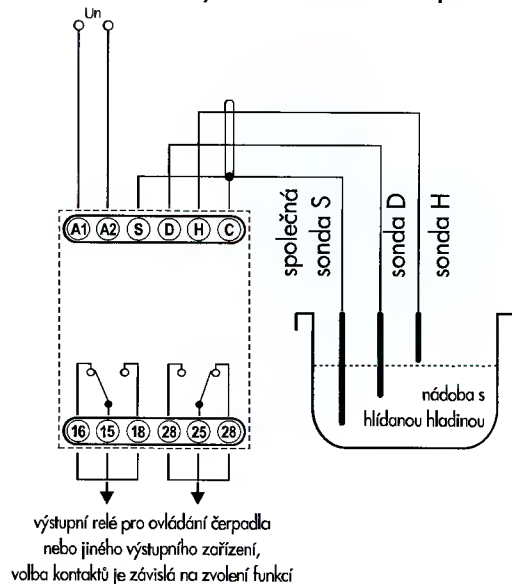 Un
A1 A2 S D H C
společná
sonda S
sonda D
sonda H
nádoba s
hlídanou hladinou
16 15 18 28 25 28
výstupní relé pro ovládání čerpadla
nebo jiného výstupního zařízení,
volba kontaktů je závislá na zvolení funkcí